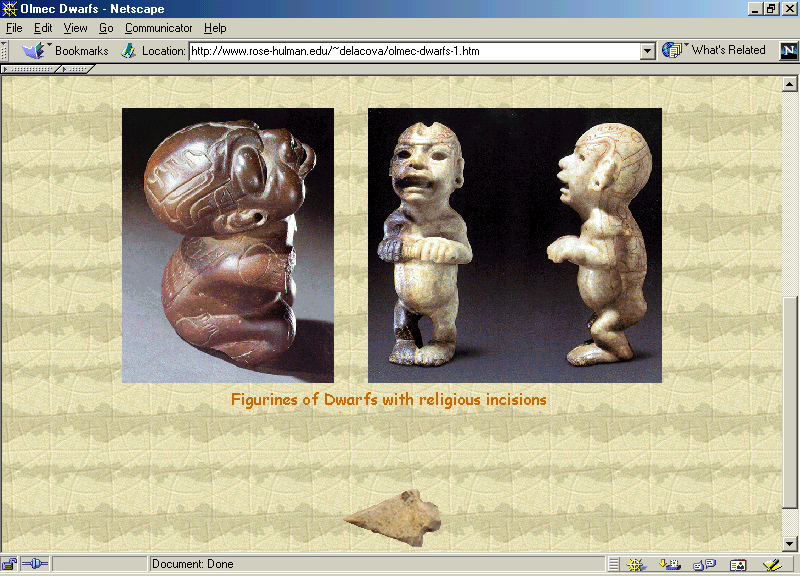 Olmec Dwarfs - Netscape
File Edit View Go Communicator Help
Bookmarks Location: http://www.rose-hulman.edu/~delacova/olmec-dwarfs-1.htm What's Related
N
Figurines of Dwarfs with religious incisions
Document: Done